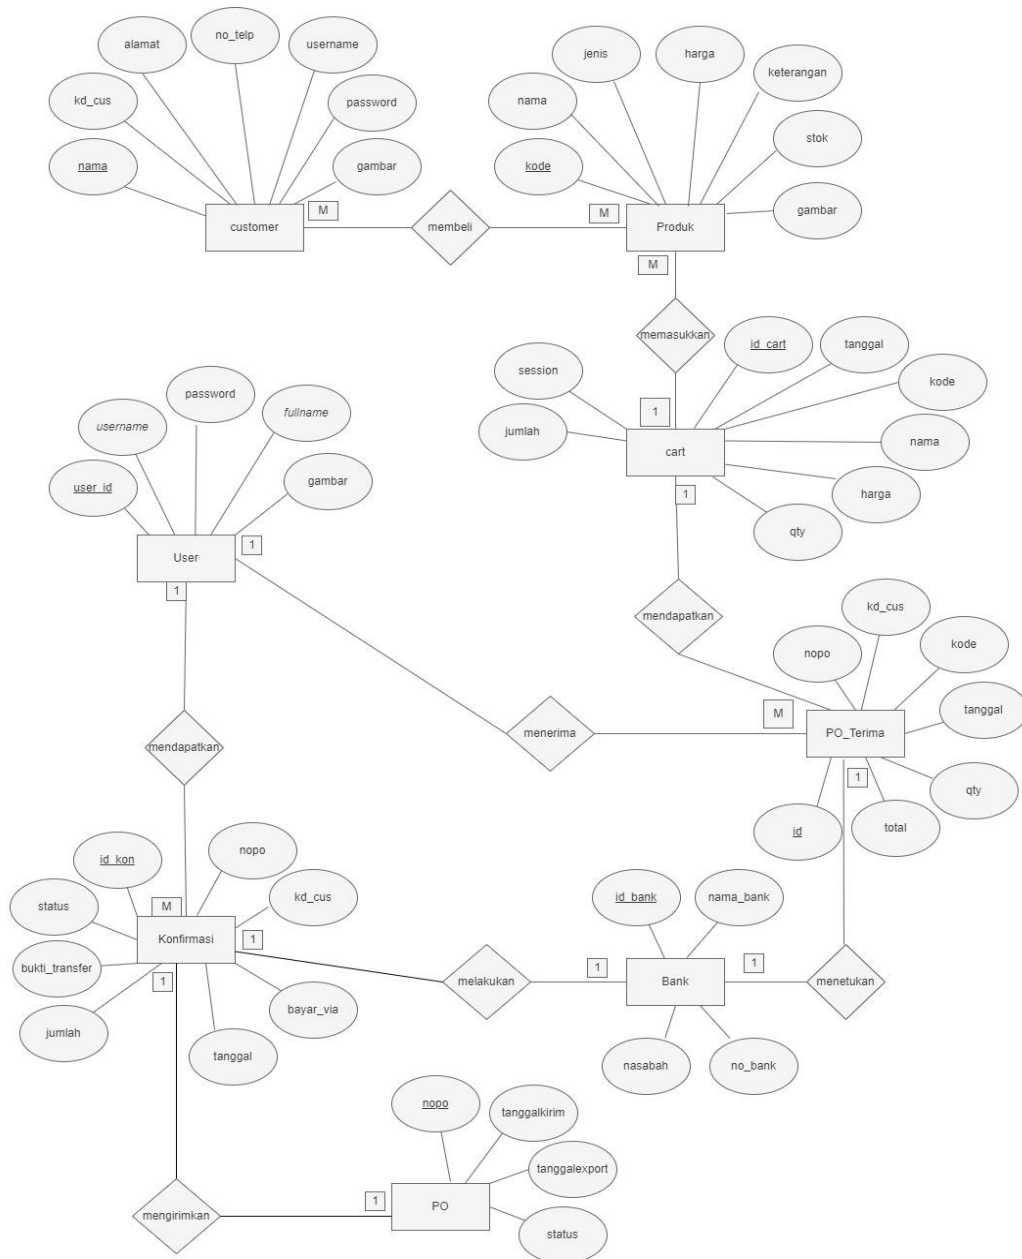 alamat
no_telp
username
kd_cus
password
nama
gambar
customer
M
membeli
jenis
harga
keterangan
nama
stok
kode
gambar
M
Produk
M
memasukkan
session
id_cart
tanggal
kode
jumlah
1
nama
cart
harga
1
qty
password
username
fullname
user_id
gambar
User
1
1
mendapatkan
kd_cus
nopo
kode
tanggal
M
PO_Terima
1
qty
id
total
menerima
mendapatkan
id_kon
nopo
status
kd_cus
M
Konfirmasi
1
bukti_transfer
1
jumlah
bayar_via
tanggal
melakukan
id_bank
nama_bank
1
Bank
1
menetukan
nasabah
no_bank
nopo
tanggalkirim
tanggalexport
status
1
PO
mengirimkan